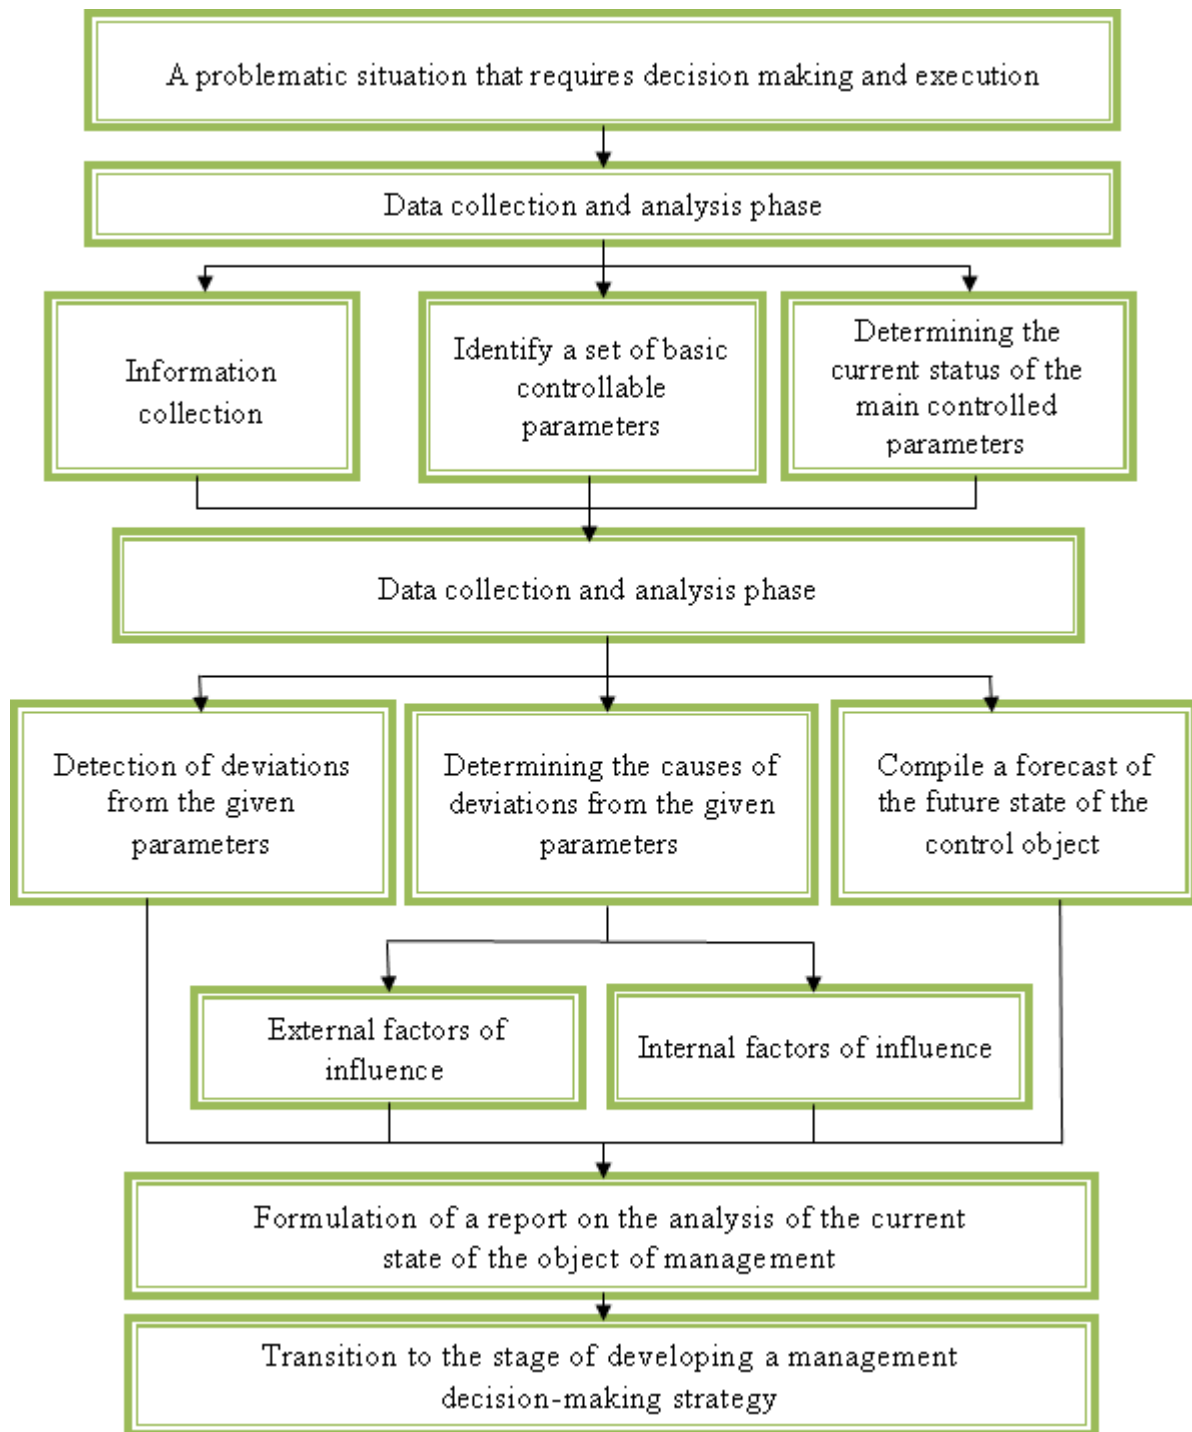 A problematic situation that requires decision making and execution
Data collection and analysis phase
Information
collection
Identify a set of basic
controllable
parameters
Determining the
current status of the
main controlled
parameters
Data collection and analysis phase
Detection of deviations
from the given
parameters
Determining the causes of
deviations from the given
parameters
Compile a forecast of
the future state of the
control object
External factors of
influence
Internal factors of influence
Formulation of a report on the analysis of the current
state of the object of management
Transition to the stage of developing a management
decision-making strategy